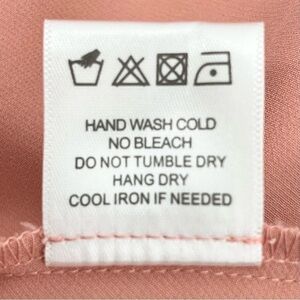 HAND WASH COLD
NO BLEACH
DO NOT TUMBLE DRY
HANG DRY
COOL IRON IF NEEDED